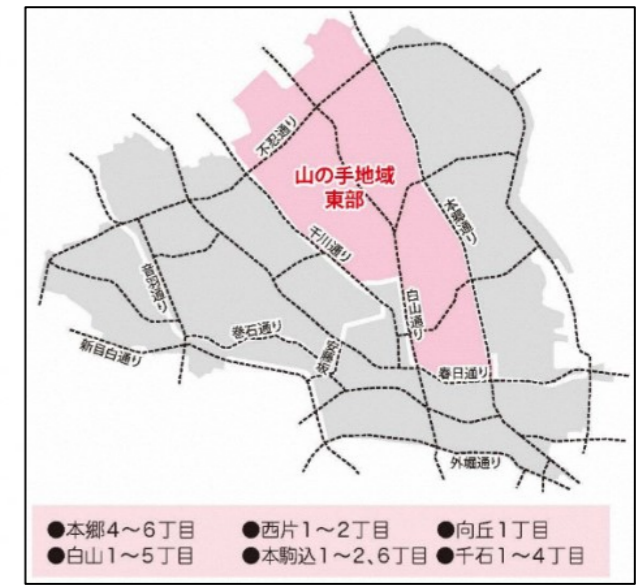 不忍通り
山の手地域
東部
本郷通り
千川通り
音羽通り
白山通り
巻石通り
安藤坂
新目白通り
春日通り
外堀通り
●本郷4～6丁目 ●西片1～2丁目 ●向丘1丁目
●白山1～5丁目 ●本駒込1～2、6丁目 ●千石1～4丁目